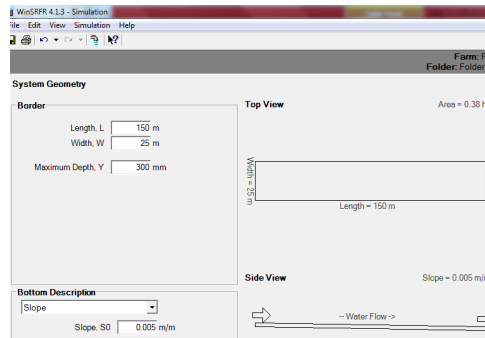 WinSRFR 4.1.3 - Simulation
File Edit View Simulation Help
Farm:
Folder: Folder
System Geometry
Border
Length, L 150 m
Width, W 25 m
Maximum Depth, Y 300 mm
Top View Area = 0.38 h
Width = 25 m
Length = 150 m
Side View Slope = 0.005 m/
~ Water Flow ->
Bottom Description
Slope
Slope, S0 0.005 m/m